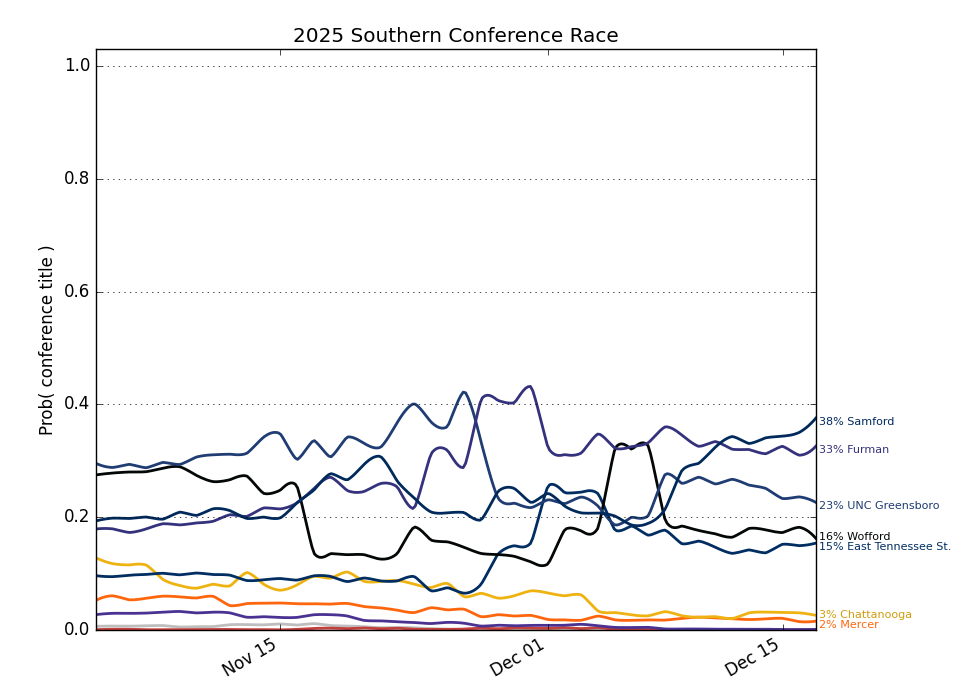 2025 Southern Conference Race
Prob( conference title )
1.0
0.8
0.6
0.4
0.2
0.0
Nov 15
Dec 01
Dec 15
38% Samford
33% Furman
23% UNC Greensboro
16% Wofford
15% East Tennessee St.
3% Chattanooga
2% Mercer